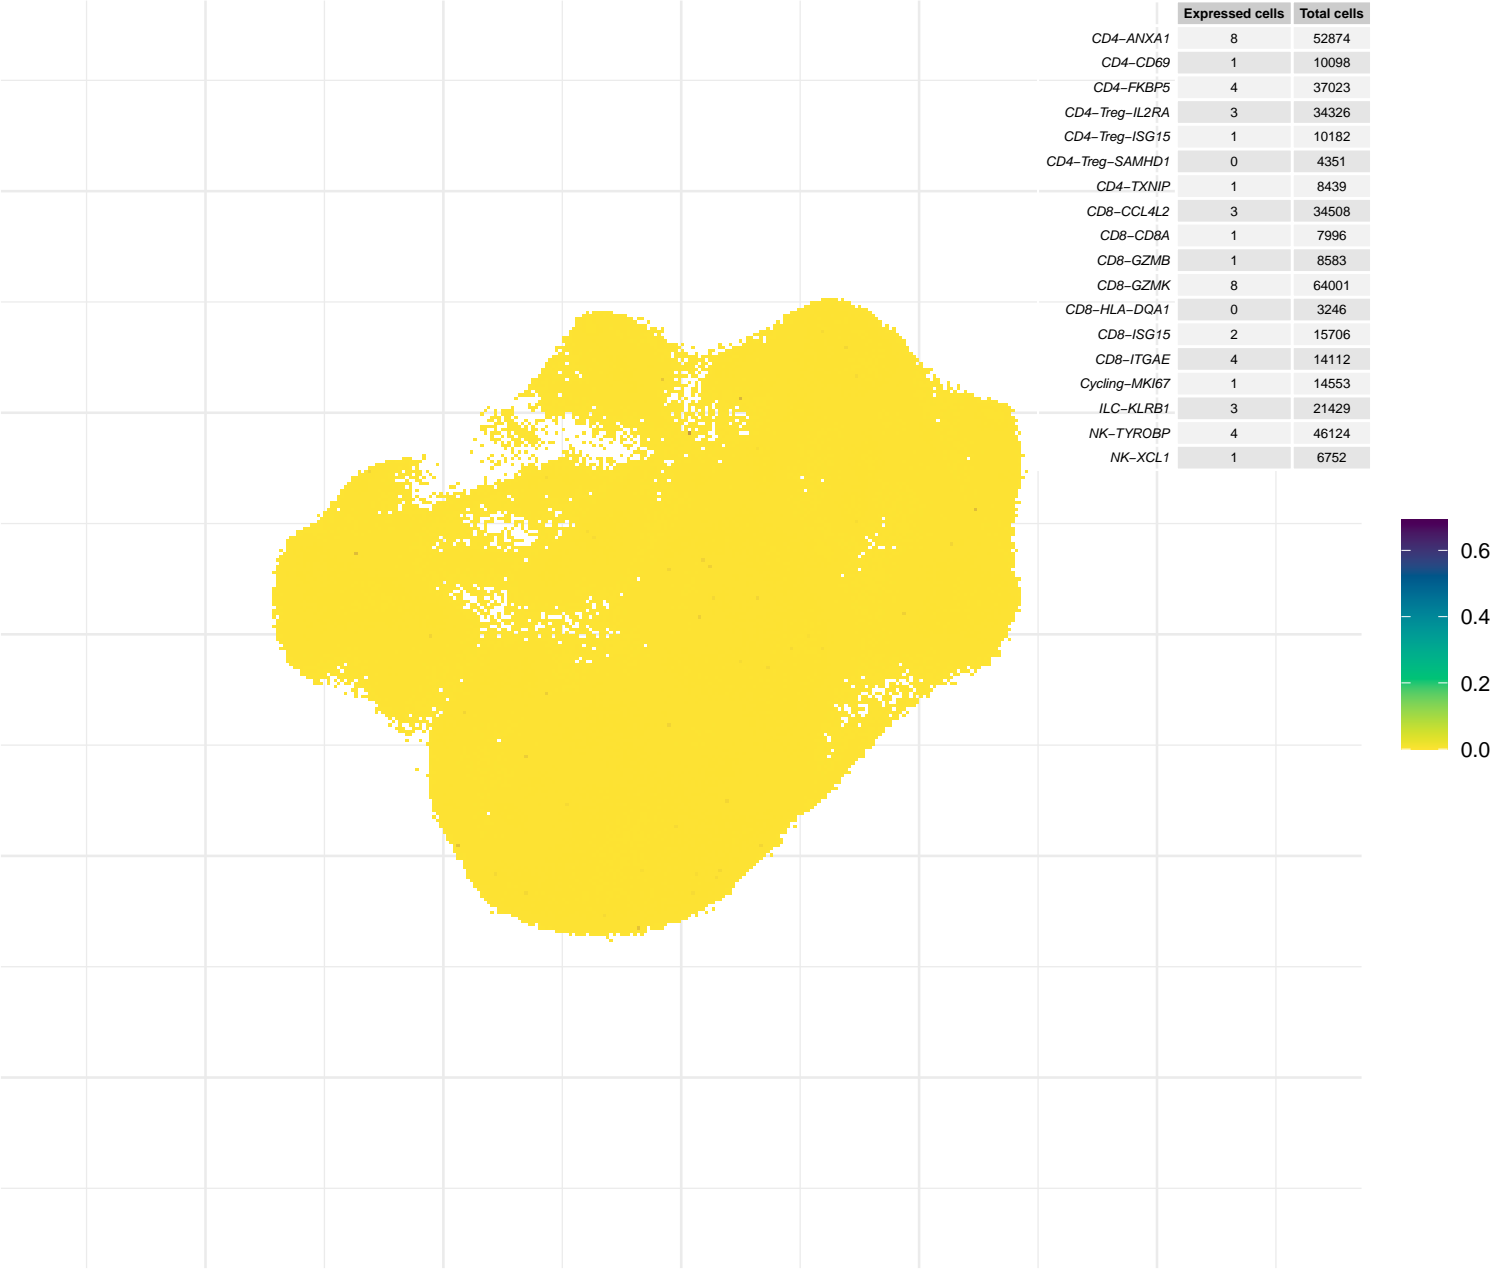 Expressed cells Total cells
CD4−ANXA1 8 52874
CD4−CD69 1 10098
CD4−FKBP5 4 37023
CD4−Treg−IL2RA 3 34326
CD4−Treg−ISG15 1 10182
CD4−Treg−SAMHD1 0 4351
CD4−TXNIP 1 8439
CD8−CCL4L2 3 34508
CD8−CD8A 1 7996
CD8−GZMB 1 8583
CD8−GZMK 8 64001
CD8−HLA−DQA1 0 3246
CD8−ISG15 2 15706
CD8−ITGAE 4 14112
Cycling−MKI67 1 14553
ILC−KLRB1 3 21429
NK−TYROBP 4 46124
NK−XCL1 1 6752
0.6
0.4
0.2
0.0